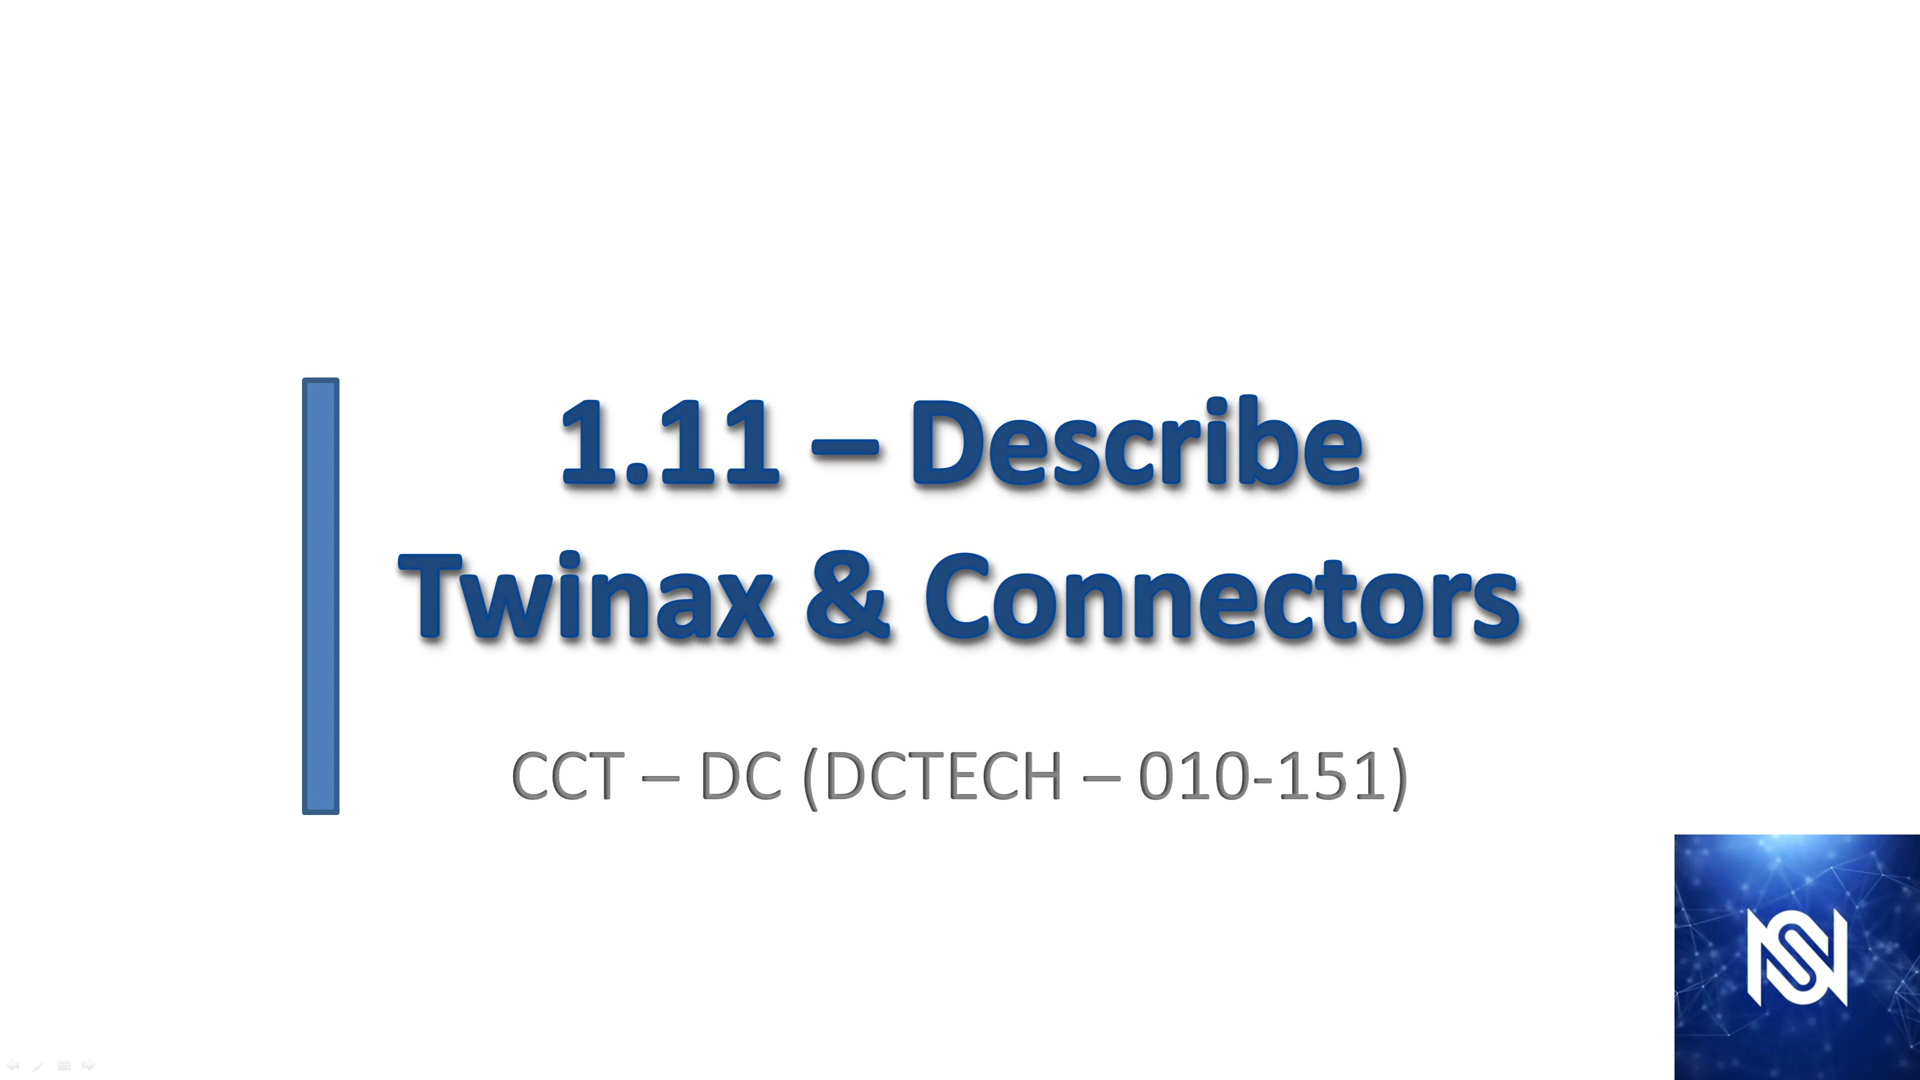 1.11 – Describe
Twinax & Connectors
CCT – DC (DCTECH – 010-151)